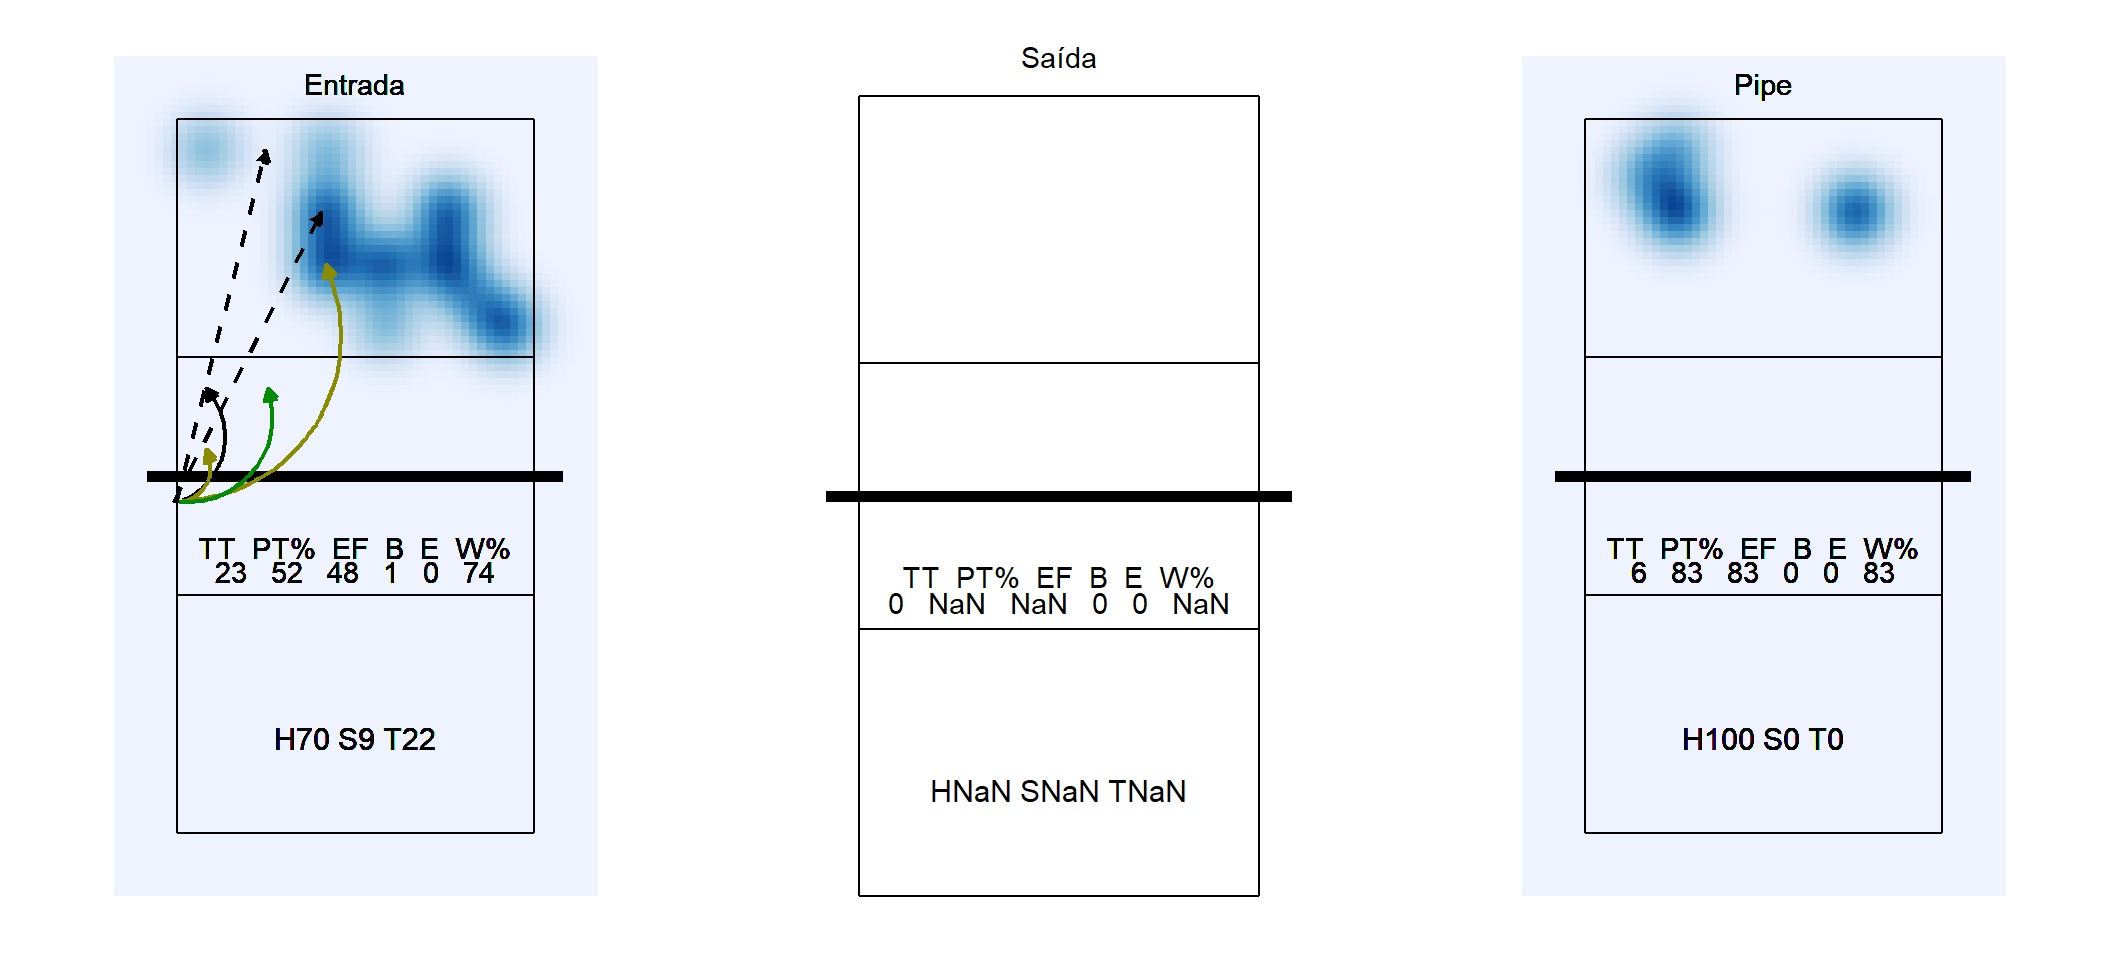 Entrada
TT PT% EF B E W%
23 52 48 1 0 74
H70 S9 T22
Saída
TT PT% EF B E W%
0 NaN NaN 0 0 NaN
HNaN SNaN TNaN
Pipe
TT PT% EF B E W%
6 83 83 0 0 83
H100 S0 T0